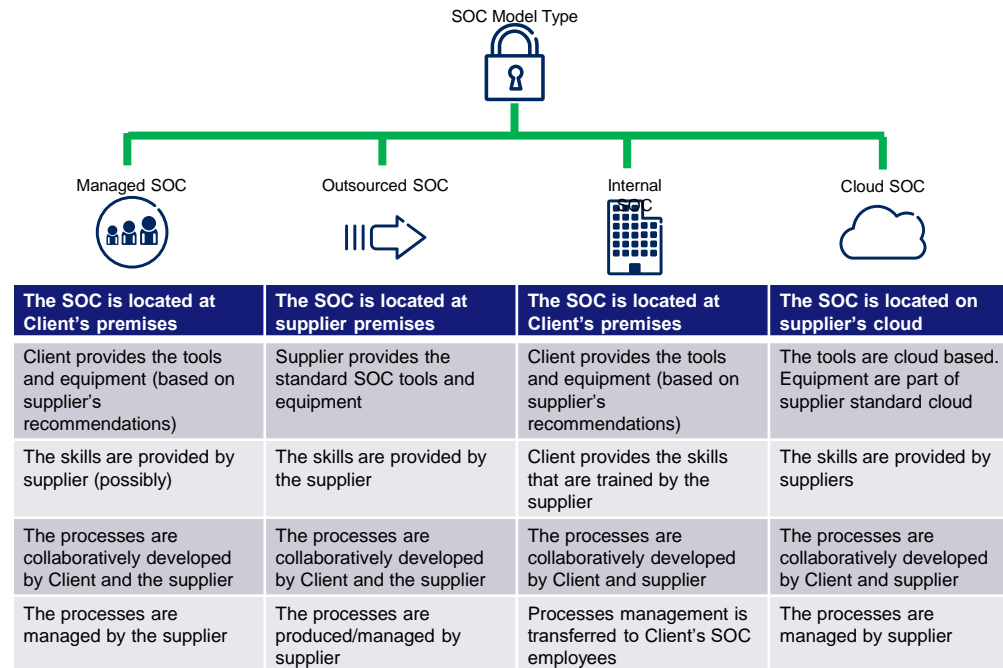 SOC Model Type
Managed SOC
Outsourced SOC
Internal
SOC
Cloud SOC
The SOC is located at
Client's premises
The SOC is located at
supplier premises
The SOC is located at
Client's premises
The SOC is located on
supplier's cloud
Client provides the tools
and equipment (based on
supplier's
recommendations)
Supplier provides the
standard SOC tools and
equipment
Client provides the tools
and equipment (based on
supplier's
recommendations)
The tools are cloud based.
Equipment are part of
supplier standard cloud
The skills are provided by
supplier (possibly)
The skills are provided by
the supplier
Client provides the skills
that are trained by the
supplier
The skills are provided by
suppliers
The processes are
collaboratively developed
by Client and the supplier
The processes are
collaboratively developed
by Client and the supplier
The processes are
collaboratively developed
by Client and supplier
The processes are
collaboratively developed
by Client and supplier
The processes are
managed by the supplier
The processes are
produced/managed by
supplier
Processes management is
transferred to Client's SOC
employees
The processes are
managed by supplier